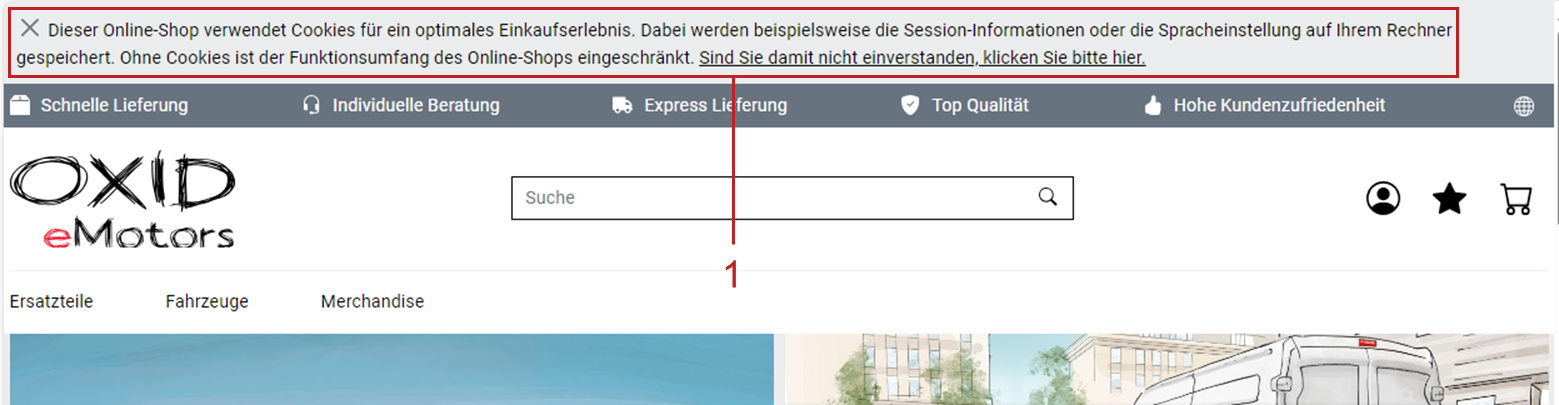 Dieser Online-Shop verwendet Cookies für ein optimales Einkaufserlebnis. Dabei werden beispielsweise die Session-Informationen oder die Spracheinstellung auf Ihrem Rechner
gespeichert. Ohne Cookies ist der Funktionsumfang des Online-Shops eingeschränkt. Sind Sie damit nicht einverstanden, klicken Sie bitte hier.
Schnelle Lieferung Individuelle Beratung Express Lieferung Top Qualität Hohe Kundenzufriedenheit
OXID
eMotors
Suche
1
Ersatzteile Fahrzeuge Merchandise